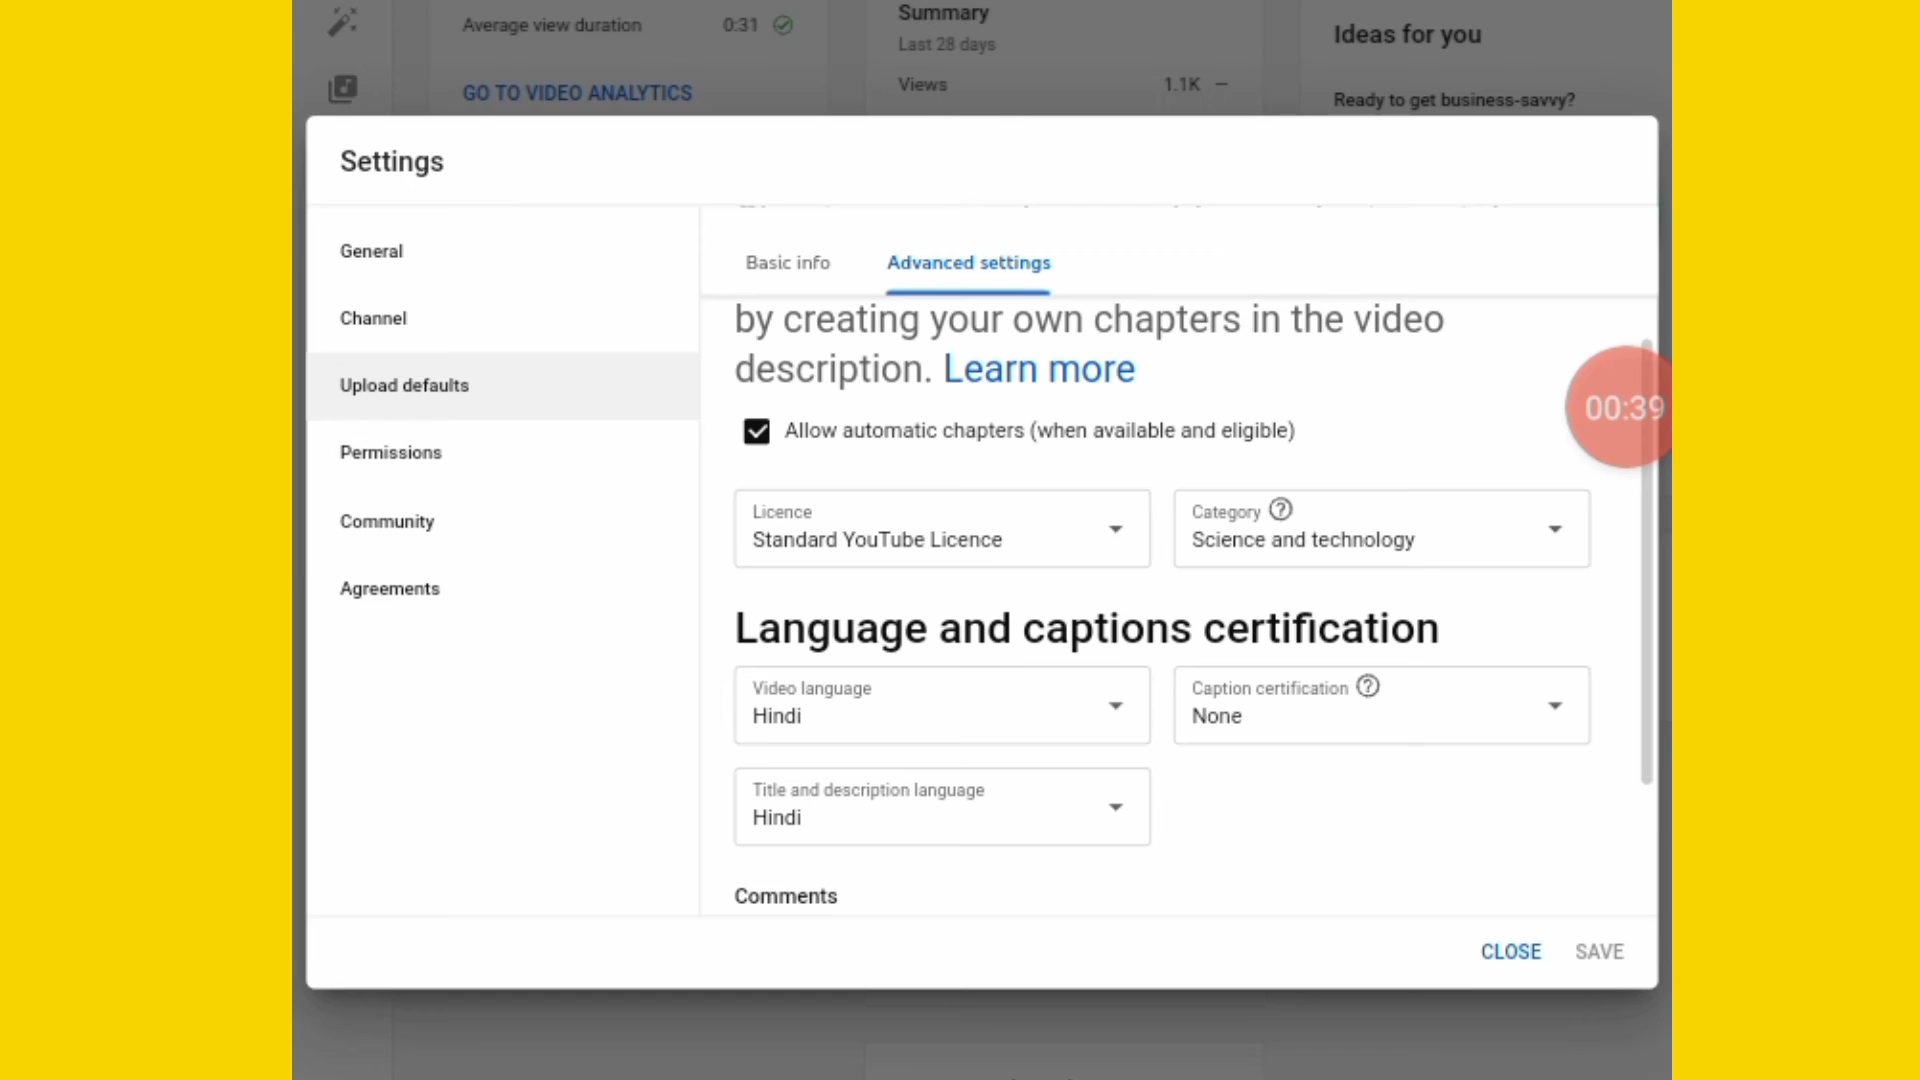 Average view duration 0:31
GO TO VIDEO ANALYTICS
Summary
Last 28 days
Views 1.1K —
Ideas for you
Ready to get business-savvy?
Settings
General
Channel
Upload defaults
Permissions
Community
Agreements
Basic info
Advanced settings
by creating your own chapters in the video
description. Learn more
Allow automatic chapters (when available and eligible)
Licence
Standard YouTube Licence
Category
Science and technology
Language and captions certification
Video language
Hindi
Caption certification
None
Title and description language
Hindi
Comments
00:39
CLOSE SAVE